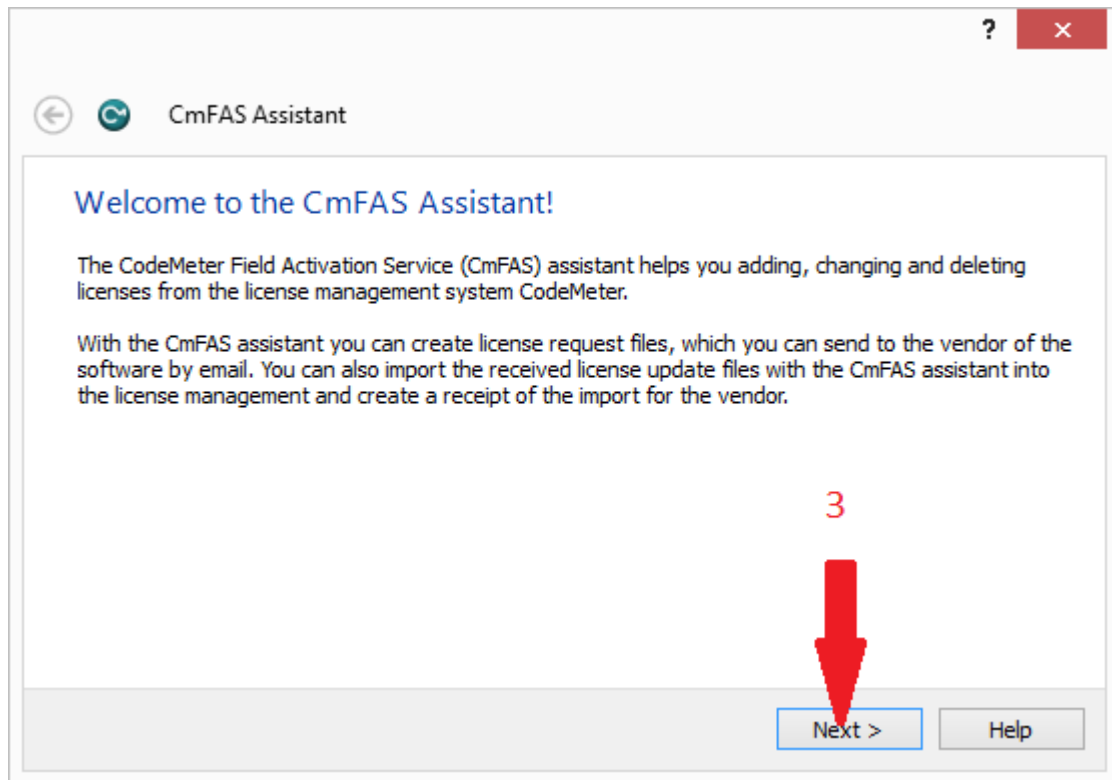 ?
CmFAS Assistant
Welcome to the CmFAS Assistant!
The CodeMeter Field Activation Service (CmFAS) assistant helps you adding, changing and deleting
licenses from the license management system CodeMeter.
With the CmFAS assistant you can create license request files, which you can send to the vendor of the
software by email. You can also import the received license update files with the CmFAS assistant into
the license management and create a receipt of the import for the vendor.
3
Next >
Help